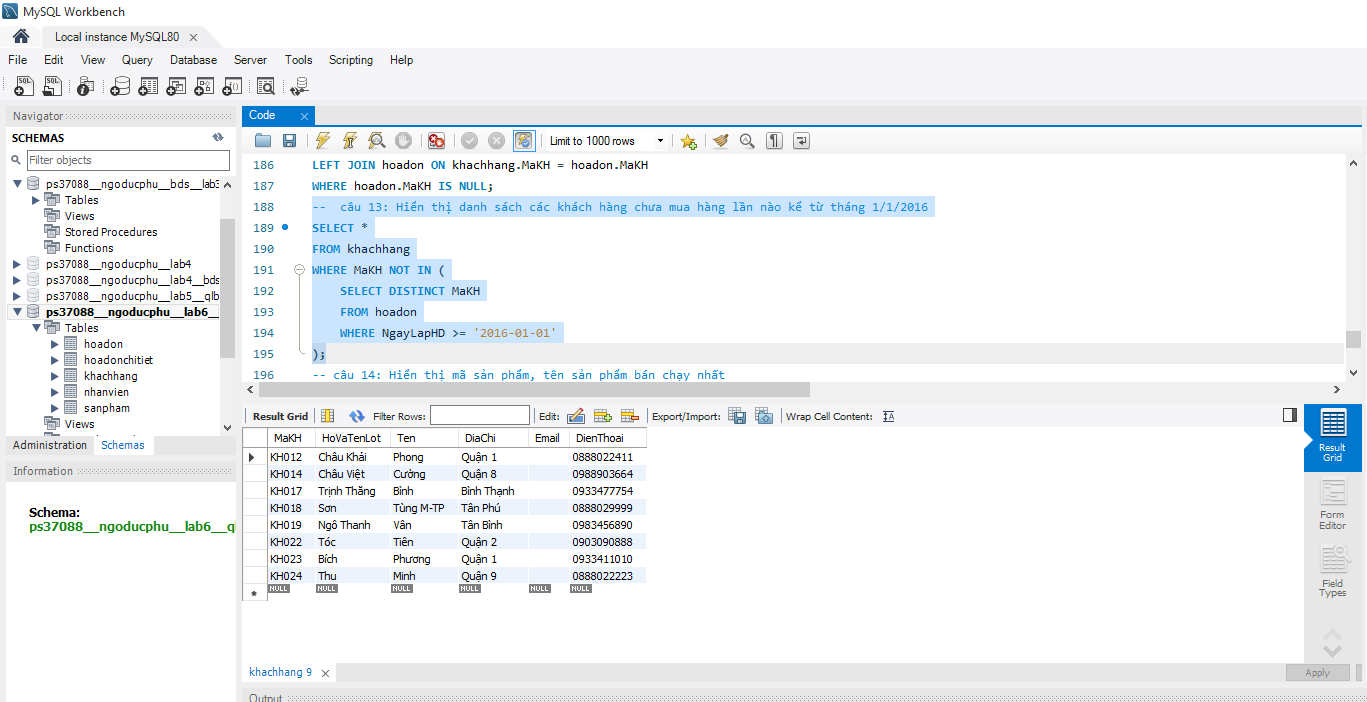 MySQL Workbench
Local instance MySQL80
File Edit View Query Database Server Tools Scripting Help
Navigator
SCHEMAS
Filter objects
ps37088__ngoducphu__bds__lab3
Tables
Views
Stored Procedures
Functions
ps37088__ngoducphu__lab4
ps37088__ngoducphu__lab4__bds
ps37088__ngoducphu__lab5__qlb
ps37088__ngoducphu__lab6__
Tables
hoadon
hoadonchitiet
khachhang
nhanvien
sanpham
Views
Administration Schemas
Information
Schema:
ps37088__ngoducphu__lab6__q
Code
Limit to 1000 rows
186 LEFT JOIN hoadon ON khachhang.MaKH = hoadon.MaKH
187 WHERE hoadon.MaKH IS NULL;
188 -- câu 13: Hiển thị danh sách các khách hàng chưa mua hàng lần nào kể từ tháng 1/1/2016
189 SELECT *
190 FROM khachhang
191 WHERE MaKH NOT IN (
192 SELECT DISTINCT MaKH
193 FROM hoadon
194 WHERE NgayLapHD >= '2016-01-01'
195 );
196 -- câu 14: Hiển thị mã sản phẩm, tên sản phẩm bán chạy nhất
Result Grid Filter Rows: Edit: Export/Import: Wrap Cell Content:
MaKH HoVaTenLot Ten DiaChi Email DienThoai
KH012 Châu Khải Phong Quận 1 0888022411
KH014 Châu Việt Cường Quận 8 0988903664
KH017 Trịnh Thăng Bình Bình Thạnh 0933477754
KH018 Sơn Tùng M-TP Tân Phú 0888029999
KH019 Ngô Thanh Vân Tân Bình 0983456890
KH022 Tóc Tiên Quận 2 0903090888
KH023 Bích Phương Quận 1 0933411010
KH024 Thu Minh Quận 9 0888022223
NULL NULL NULL NULL NULL NULL
Result
Grid
Form
Editor
Field
Types
khachhang 9
Apply
Output